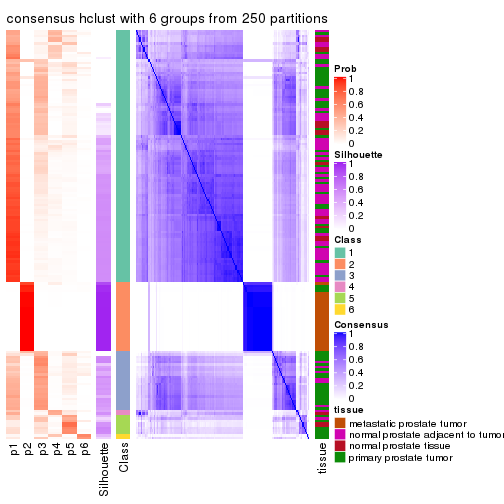 consensus hclust with 6 groups from 250 partitions
Prob
1
0.8
0.6
0.4
0.2
0
Silhouette
1
0.8
0.6
0.4
0.2
0
Class
1
2
3
4
5
6
Consensus
1
0.8
0.6
0.4
0.2
0
tissue
metastatic prostate tumor
normal prostate adjacent to tumor
normal prostate tissue
primary prostate tumor
p1
p2
p3
p4
p5
p6
Silhouette
Class
tissue